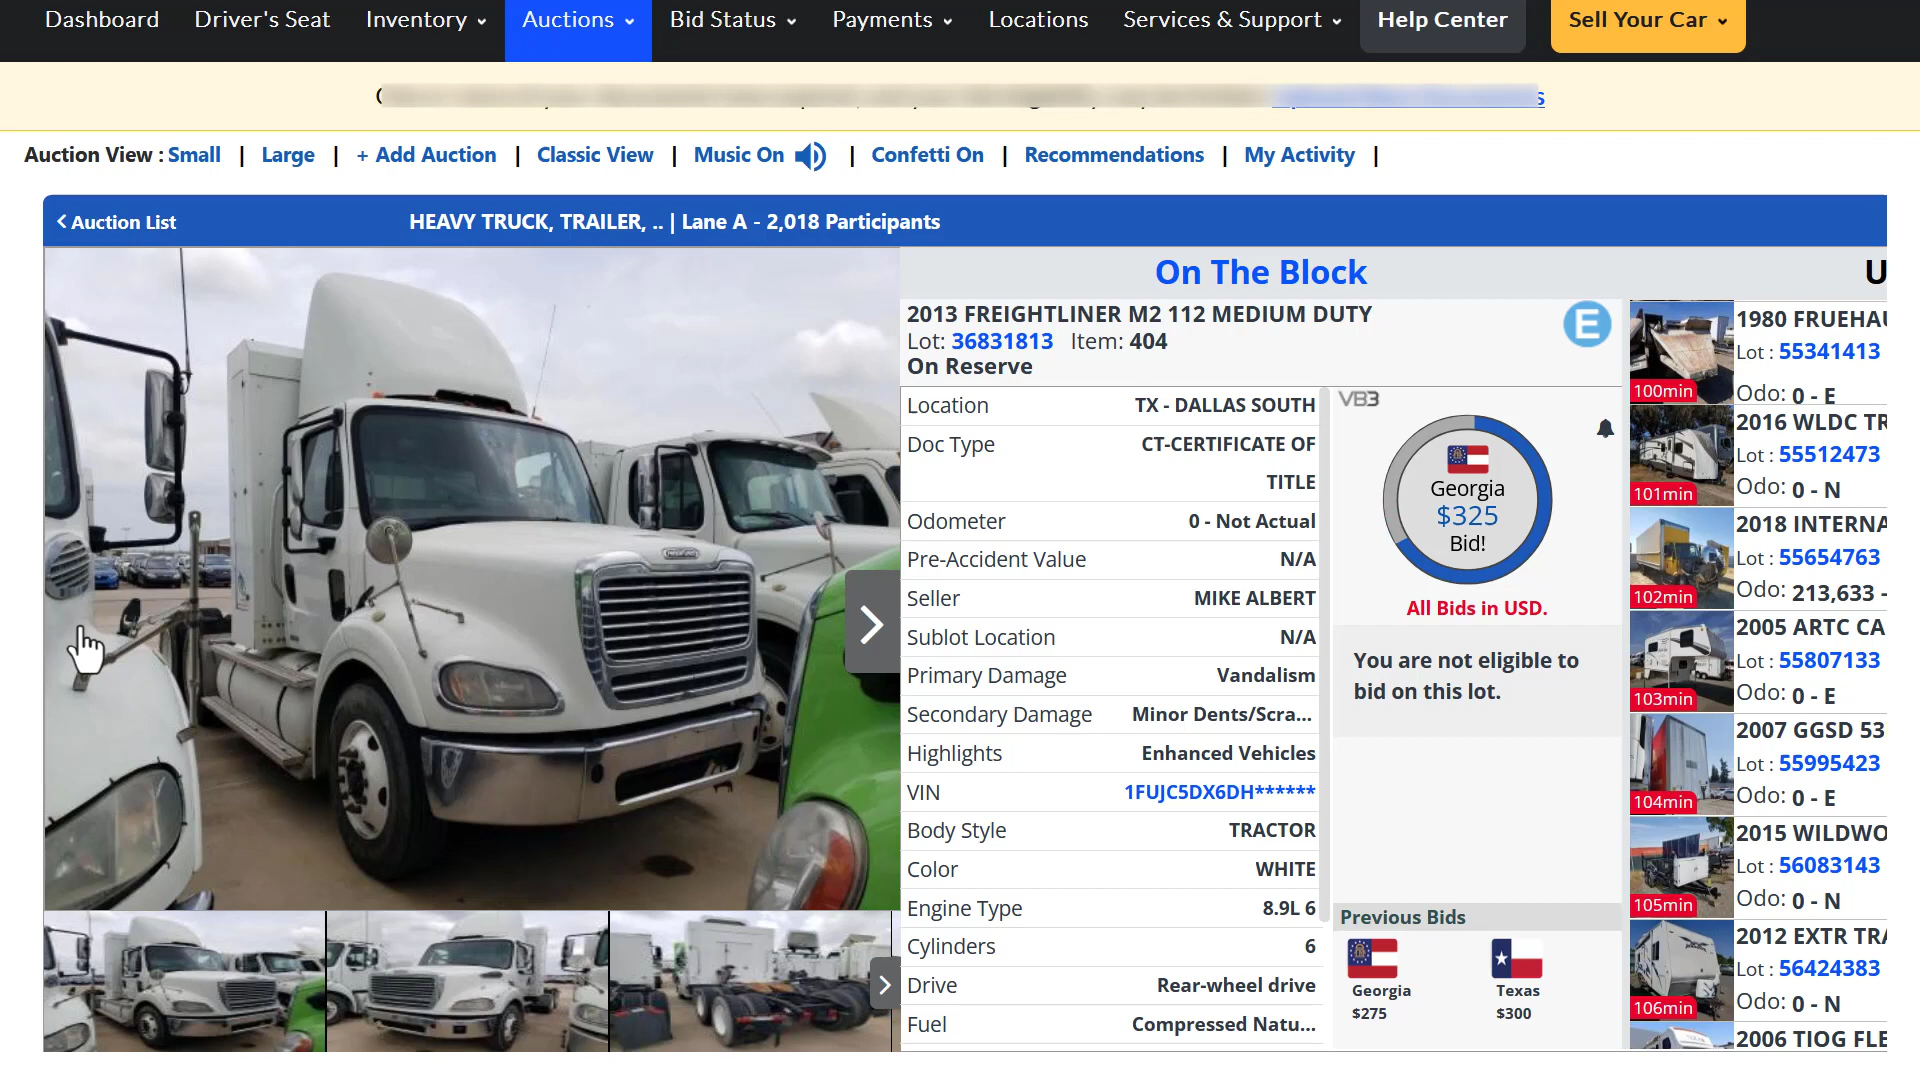 Dashboard Driver's Seat Inventory Auctions Bid Status Payments Locations Services & Support Help Center Sell Your Car
Auction View : Small | Large | + Add Auction | Classic View | Music On | Confetti On | Recommendations | My Activity |
Auction List HEAVY TRUCK, TRAILER, .. | Lane A - 2,018 Participants
On The Block
2013 FREIGHTLINER M2 112 MEDIUM DUTY
Lot: 36831813 Item: 404
On Reserve
E
Location TX - DALLAS SOUTH
Doc Type CT-CERTIFICATE OF
TITLE
Odometer 0 - Not Actual
Pre-Accident Value N/A
Seller MIKE ALBERT
Sublot Location N/A
Primary Damage Vandalism
Secondary Damage Minor Dents/Scra...
Highlights Enhanced Vehicles
VIN 1FUJC5DX6DH******
Body Style TRACTOR
Color WHITE
Engine Type 8.9L 6
Cylinders 6
Drive Rear-wheel drive
Fuel Compressed Natu...
VB3
Georgia
$325
Bid!
All Bids in USD.
You are not eligible to
bid on this lot.
Previous Bids
Georgia
$275
Texas
$300
U
1980 FRUEHAU
Lot : 55341413
100min
Odo: 0 - E
2016 WLDC TR
Lot : 55512473
101min
Odo: 0 - N
2018 INTERNA
Lot : 55654763
102min
Odo: 213,633 -
2005 ARTC CA
Lot : 55807133
103min
Odo: 0 - E
2007 GGSD 53
Lot : 55995423
104min
Odo: 0 - E
2015 WILDWO
Lot : 56083143
105min
Odo: 0 - N
2012 EXTR TRA
Lot : 56424383
106min
Odo: 0 - N
2006 TIOG FLE